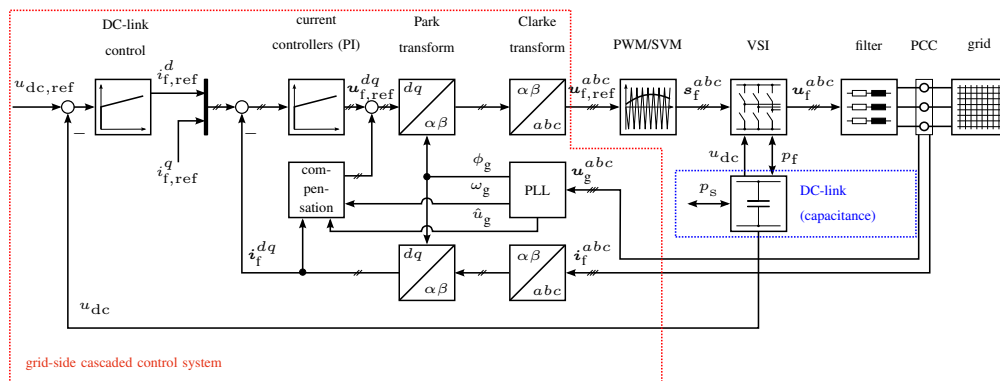 DC-link
control
current
controllers (PI)
Park
transform
Clarke
transform
PWM/SVM
VSI
filter
PCC
grid
u_dc,ref
i^d_f,ref
u^dq_f,ref
dq
αβ
αβ
abc
u^abc_f,ref
s^abc_f
u^abc_f
−
−
i^q_f,ref
com-
pen-
sation
ϕ_g
ω_g
û_g
PLL
u^abc_g
u_dc
p_f
p_s
DC-link
(capacitance)
i^dq_f
dq
αβ
αβ
abc
i^abc_f
u_dc
grid-side cascaded control system